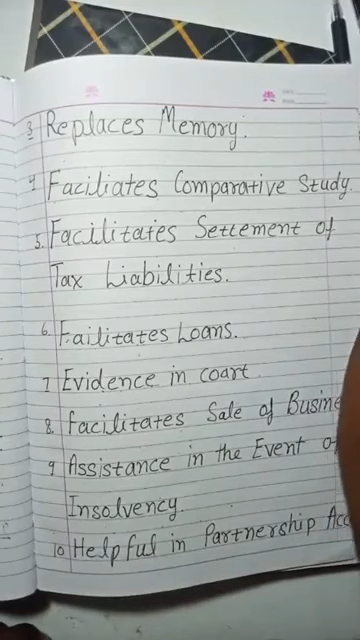 3 Replaces Memory.
4 Faciliates Comparative Study
5. Facilitates Settement of
Tax Liabilities.
6. Failitates Loans.
7 Evidence in coart
8. Facilitates Sale of Busine
9 Assistance in the Event of
Insolvency.
10 Helpful in Partnership Acc